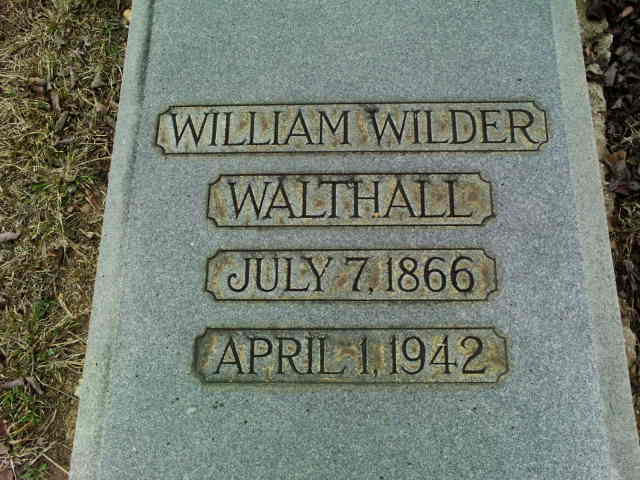 WILLIAM WILDER
WALTHALL
JULY 7, 1866
APRIL 1, 1942